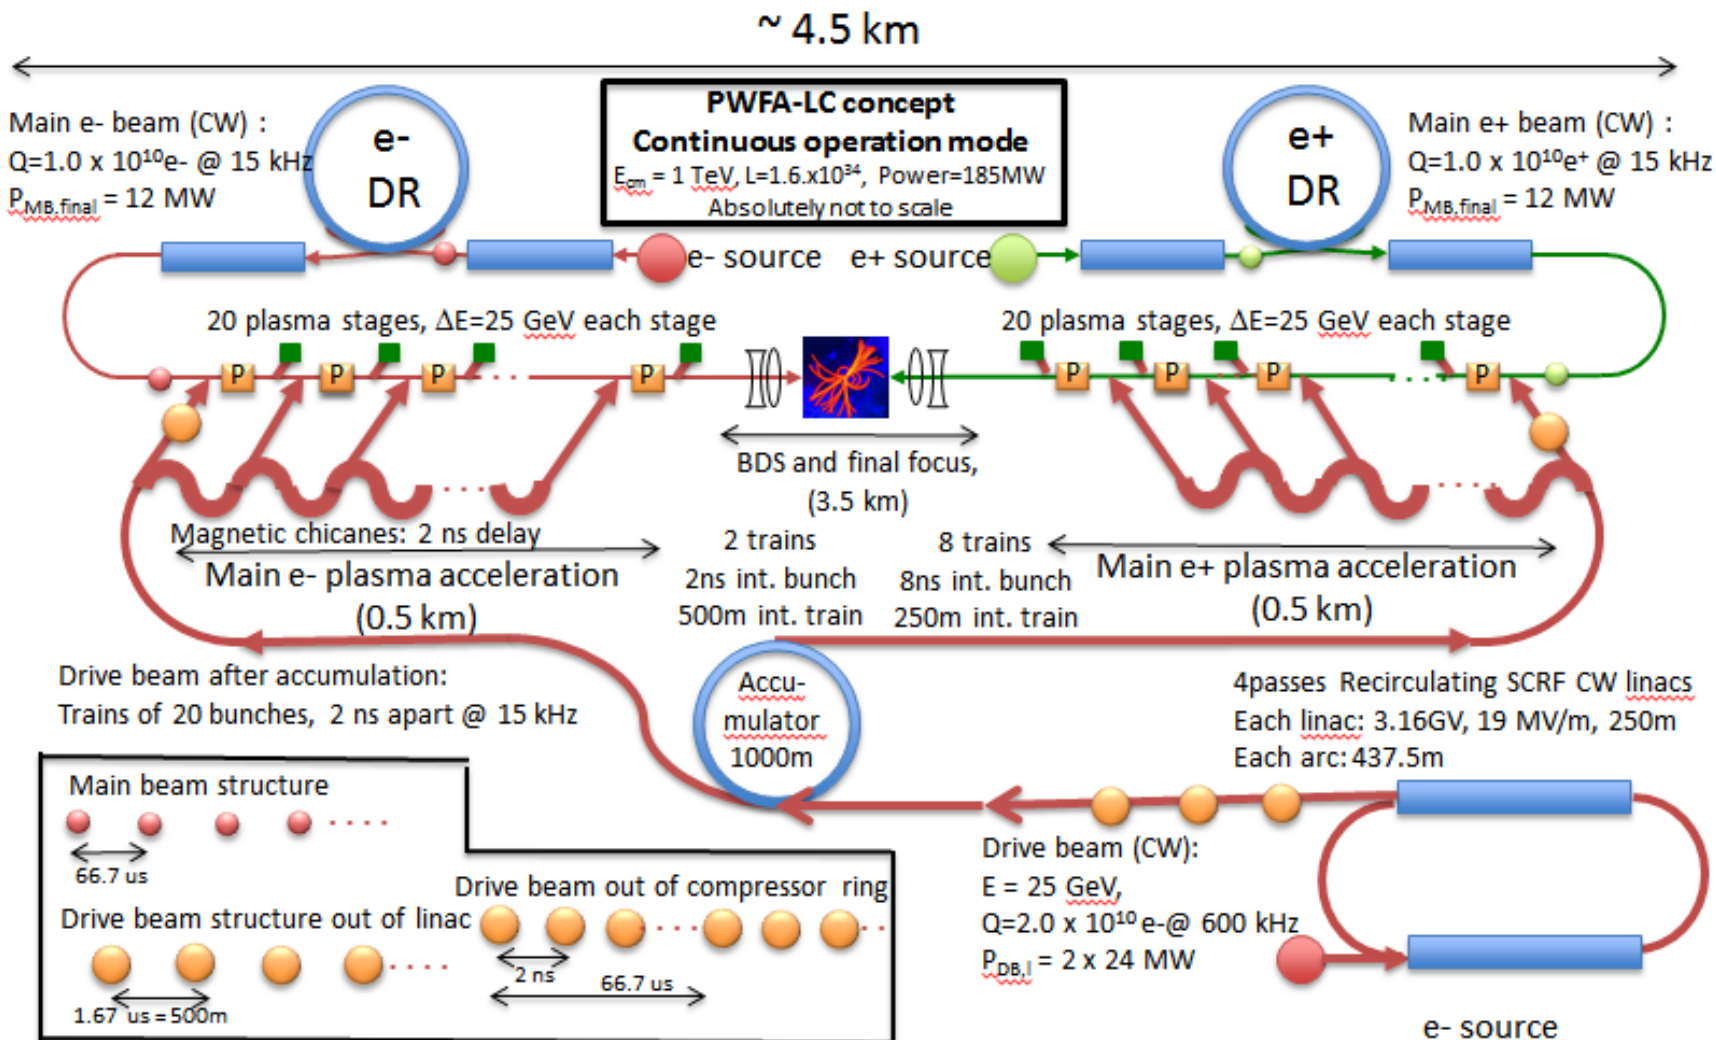 ~ 4.5 km
Main e- beam (CW) :
Q=1.0 x 10¹⁰e- @ 15 kHz
P_MB,final = 12 MW
e-
DR
PWFA-LC concept
Continuous operation mode
E_cm = 1 TeV, L=1.6.x10³⁴, Power=185MW
Absolutely not to scale
e+
DR
Main e+ beam (CW) :
Q=1.0 x 10¹⁰e⁺ @ 15 kHz
P_MB,final = 12 MW
e- source
e+ source
20 plasma stages, ΔE=25 GeV each stage
20 plasma stages, ΔE=25 GeV each stage
P
P
P
P
P
P
P
P
BDS and final focus,
(3.5 km)
Magnetic chicanes: 2 ns delay
Main e- plasma acceleration
(0.5 km)
2 trains
2ns int. bunch
500m int. train
8 trains
8ns int. bunch
250m int. train
Main e+ plasma acceleration
(0.5 km)
Drive beam after accumulation:
Trains of 20 bunches, 2 ns apart @ 15 kHz
Accu-
mulator
1000m
4passes Recirculating SCRF CW linacs
Each linac: 3.16GV, 19 MV/m, 250m
Each arc: 437.5m
Main beam structure
66.7 us
Drive beam out of compressor ring
Drive beam structure out of linac
2 ns
66.7 us
1.67 us = 500m
Drive beam (CW):
E = 25 GeV,
Q=2.0 x 10¹⁰ e-@ 600 kHz
P_DB,l = 2 x 24 MW
e- source